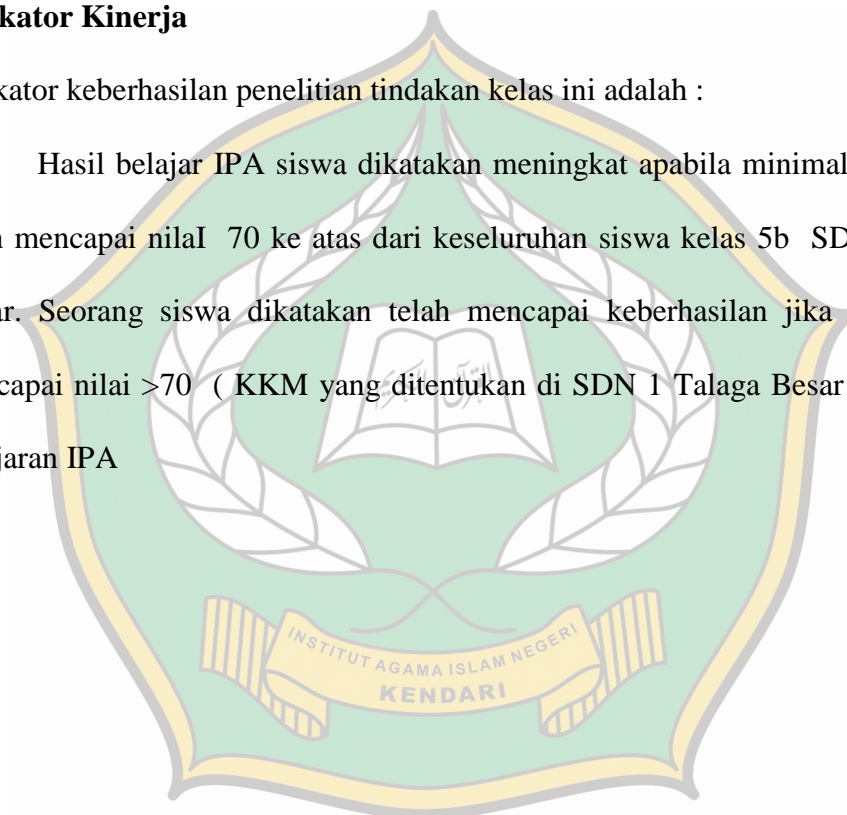 kator Kinerja
kator keberhasilan penelitian tindakan kelas ini adalah :
Hasil belajar IPA siswa dikatakan meningkat apabila minimal
n mencapai nilaI 70 ke atas dari keseluruhan siswa kelas 5b SD
ar. Seorang siswa dikatakan telah mencapai keberhasilan jika
capai nilai >70 ( KKM yang ditentukan di SDN 1 Talaga Besar
jaran IPA
INSTITUT AGAMA ISLAM NEGERI
KENDARI